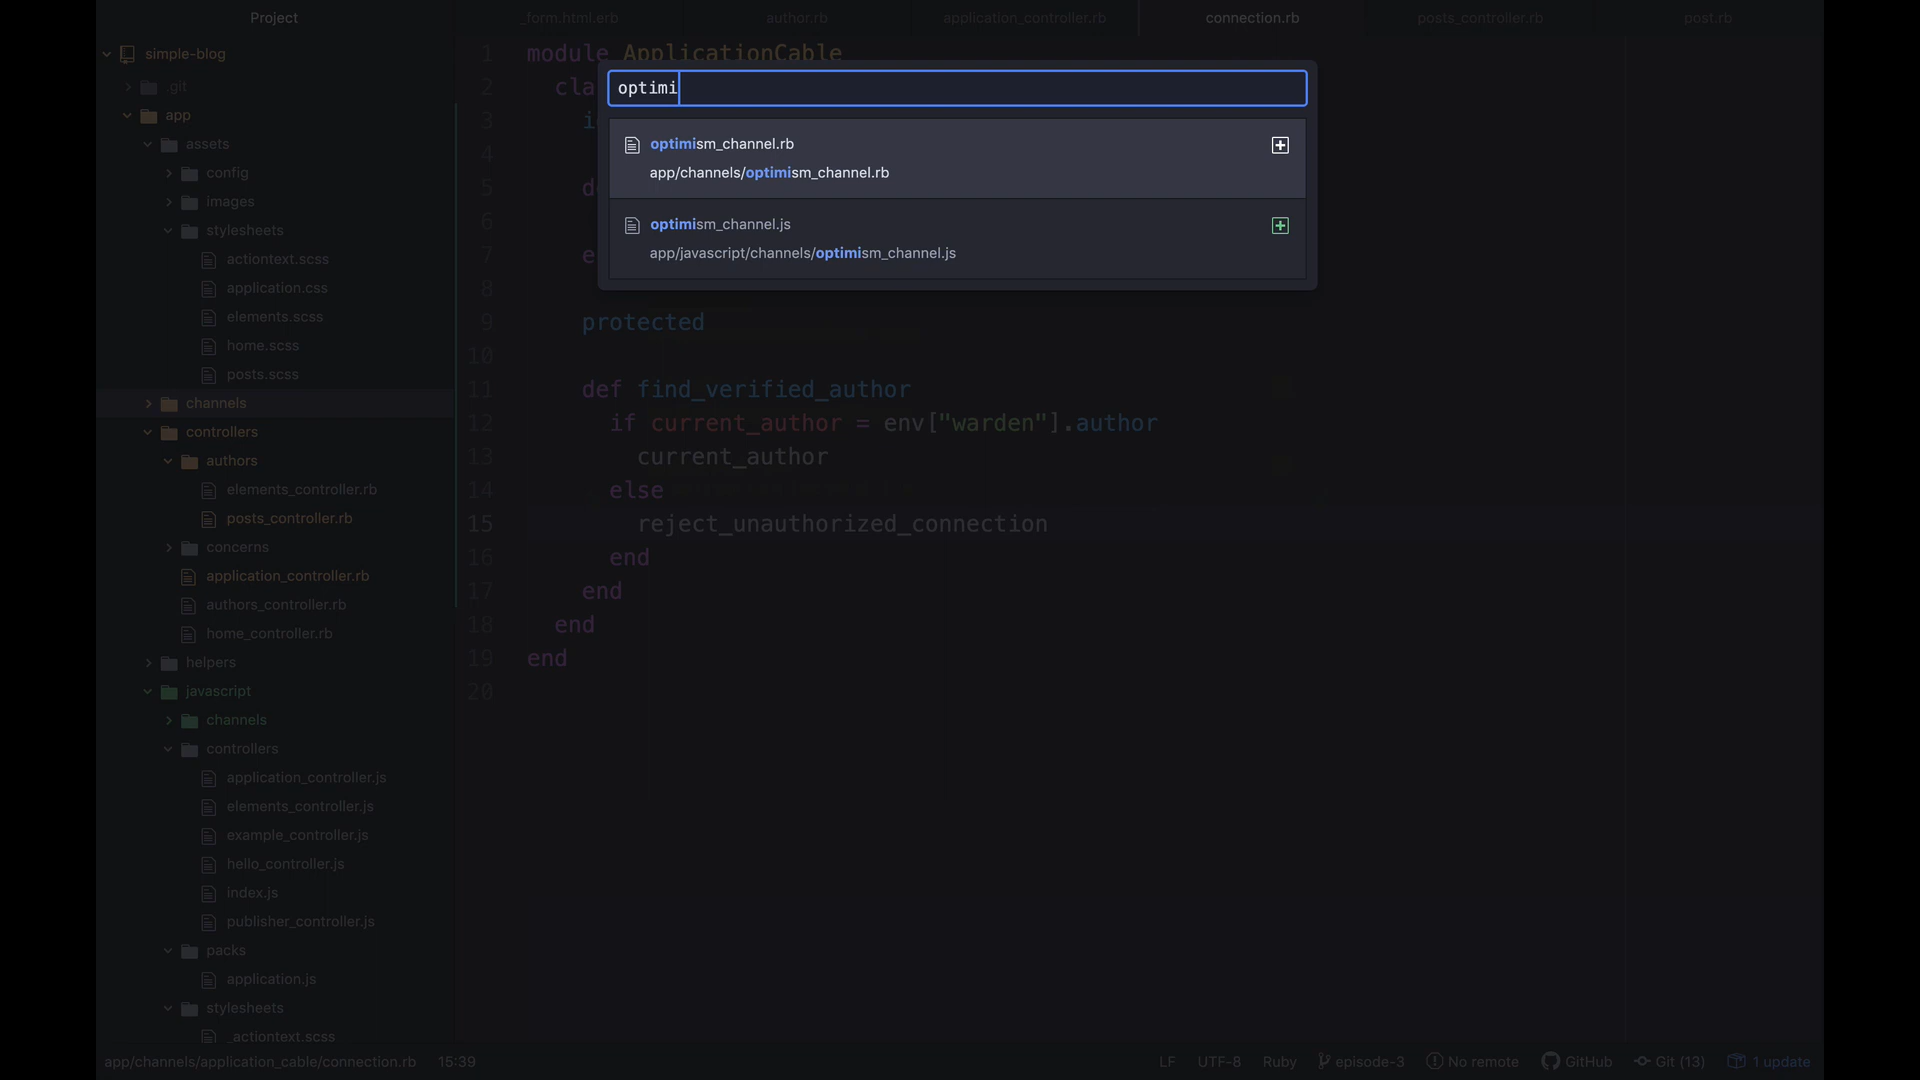 Project
_form.html.erb
author.rb
application_controller.rb
connection.rb
posts_controller.rb
post.rb
simple-blog
.git
app
assets
config
images
stylesheets
actiontext.scss
application.css
elements.scss
home.scss
posts.scss
channels
controllers
authors
elements_controller.rb
posts_controller.rb
concerns
application_controller.rb
authors_controller.rb
home_controller.rb
helpers
javascript
channels
controllers
application_controller.js
elements_controller.js
example_controller.js
hello_controller.js
index.js
publisher_controller.js
packs
application.js
stylesheets
_actiontext.scss
optimi
optimism_channel.rb
app/channels/optimism_channel.rb
optimism_channel.js
app/javascript/channels/optimism_channel.js
1 module ApplicationCable
2 cla
3 i
4
5 de
6
7 e
8
9 protected
10
11 def find_verified_author
12 if current_author = env["warden"].author
13 current_author
14 else
15 reject_unauthorized_connection
16 end
17 end
18 end
19 end
20
app/channels/application_cable/connection.rb 15:39
LF UTF-8 Ruby episode-3 No remote GitHub Git (13) 1 update